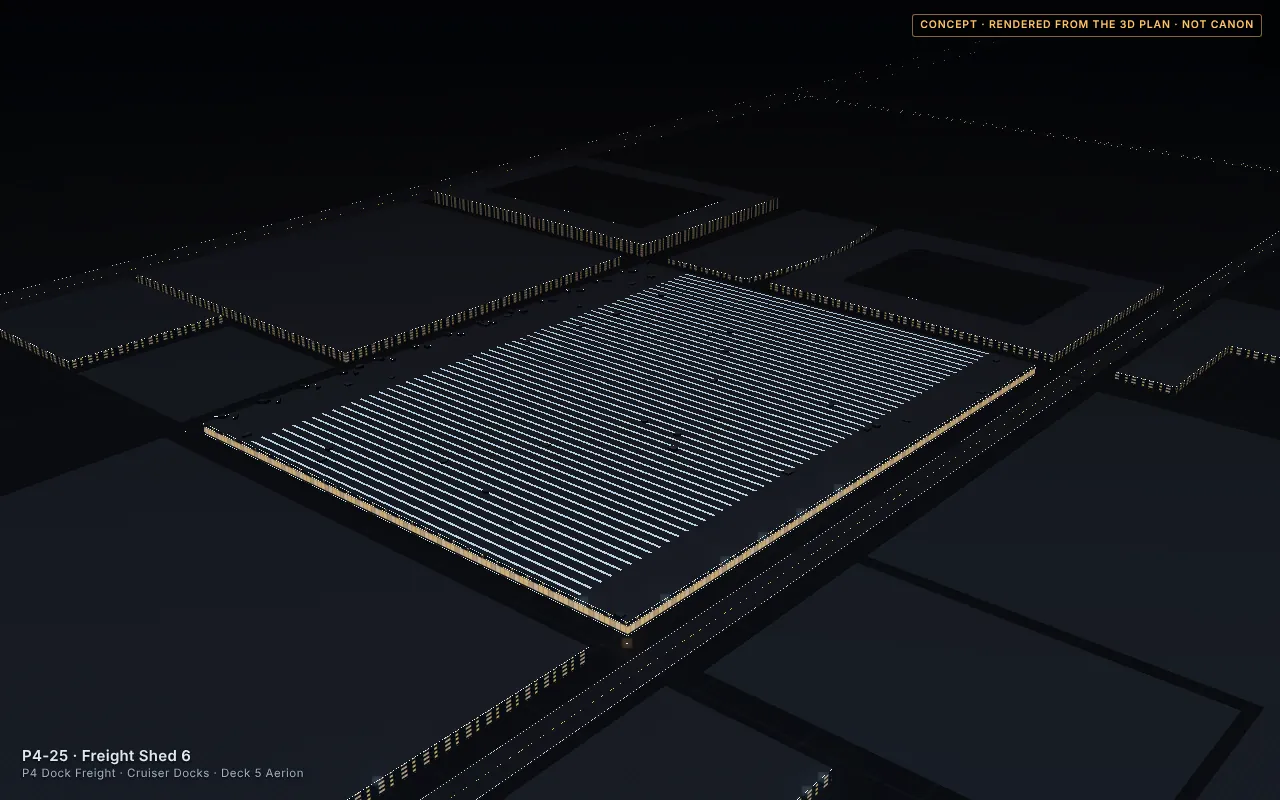 CONCEPT · RENDERED FROM THE 3D PLAN · NOT CANON
P4-25 · Freight Shed 6
P4 Dock Freight · Cruiser Docks · Deck 5 Aerion